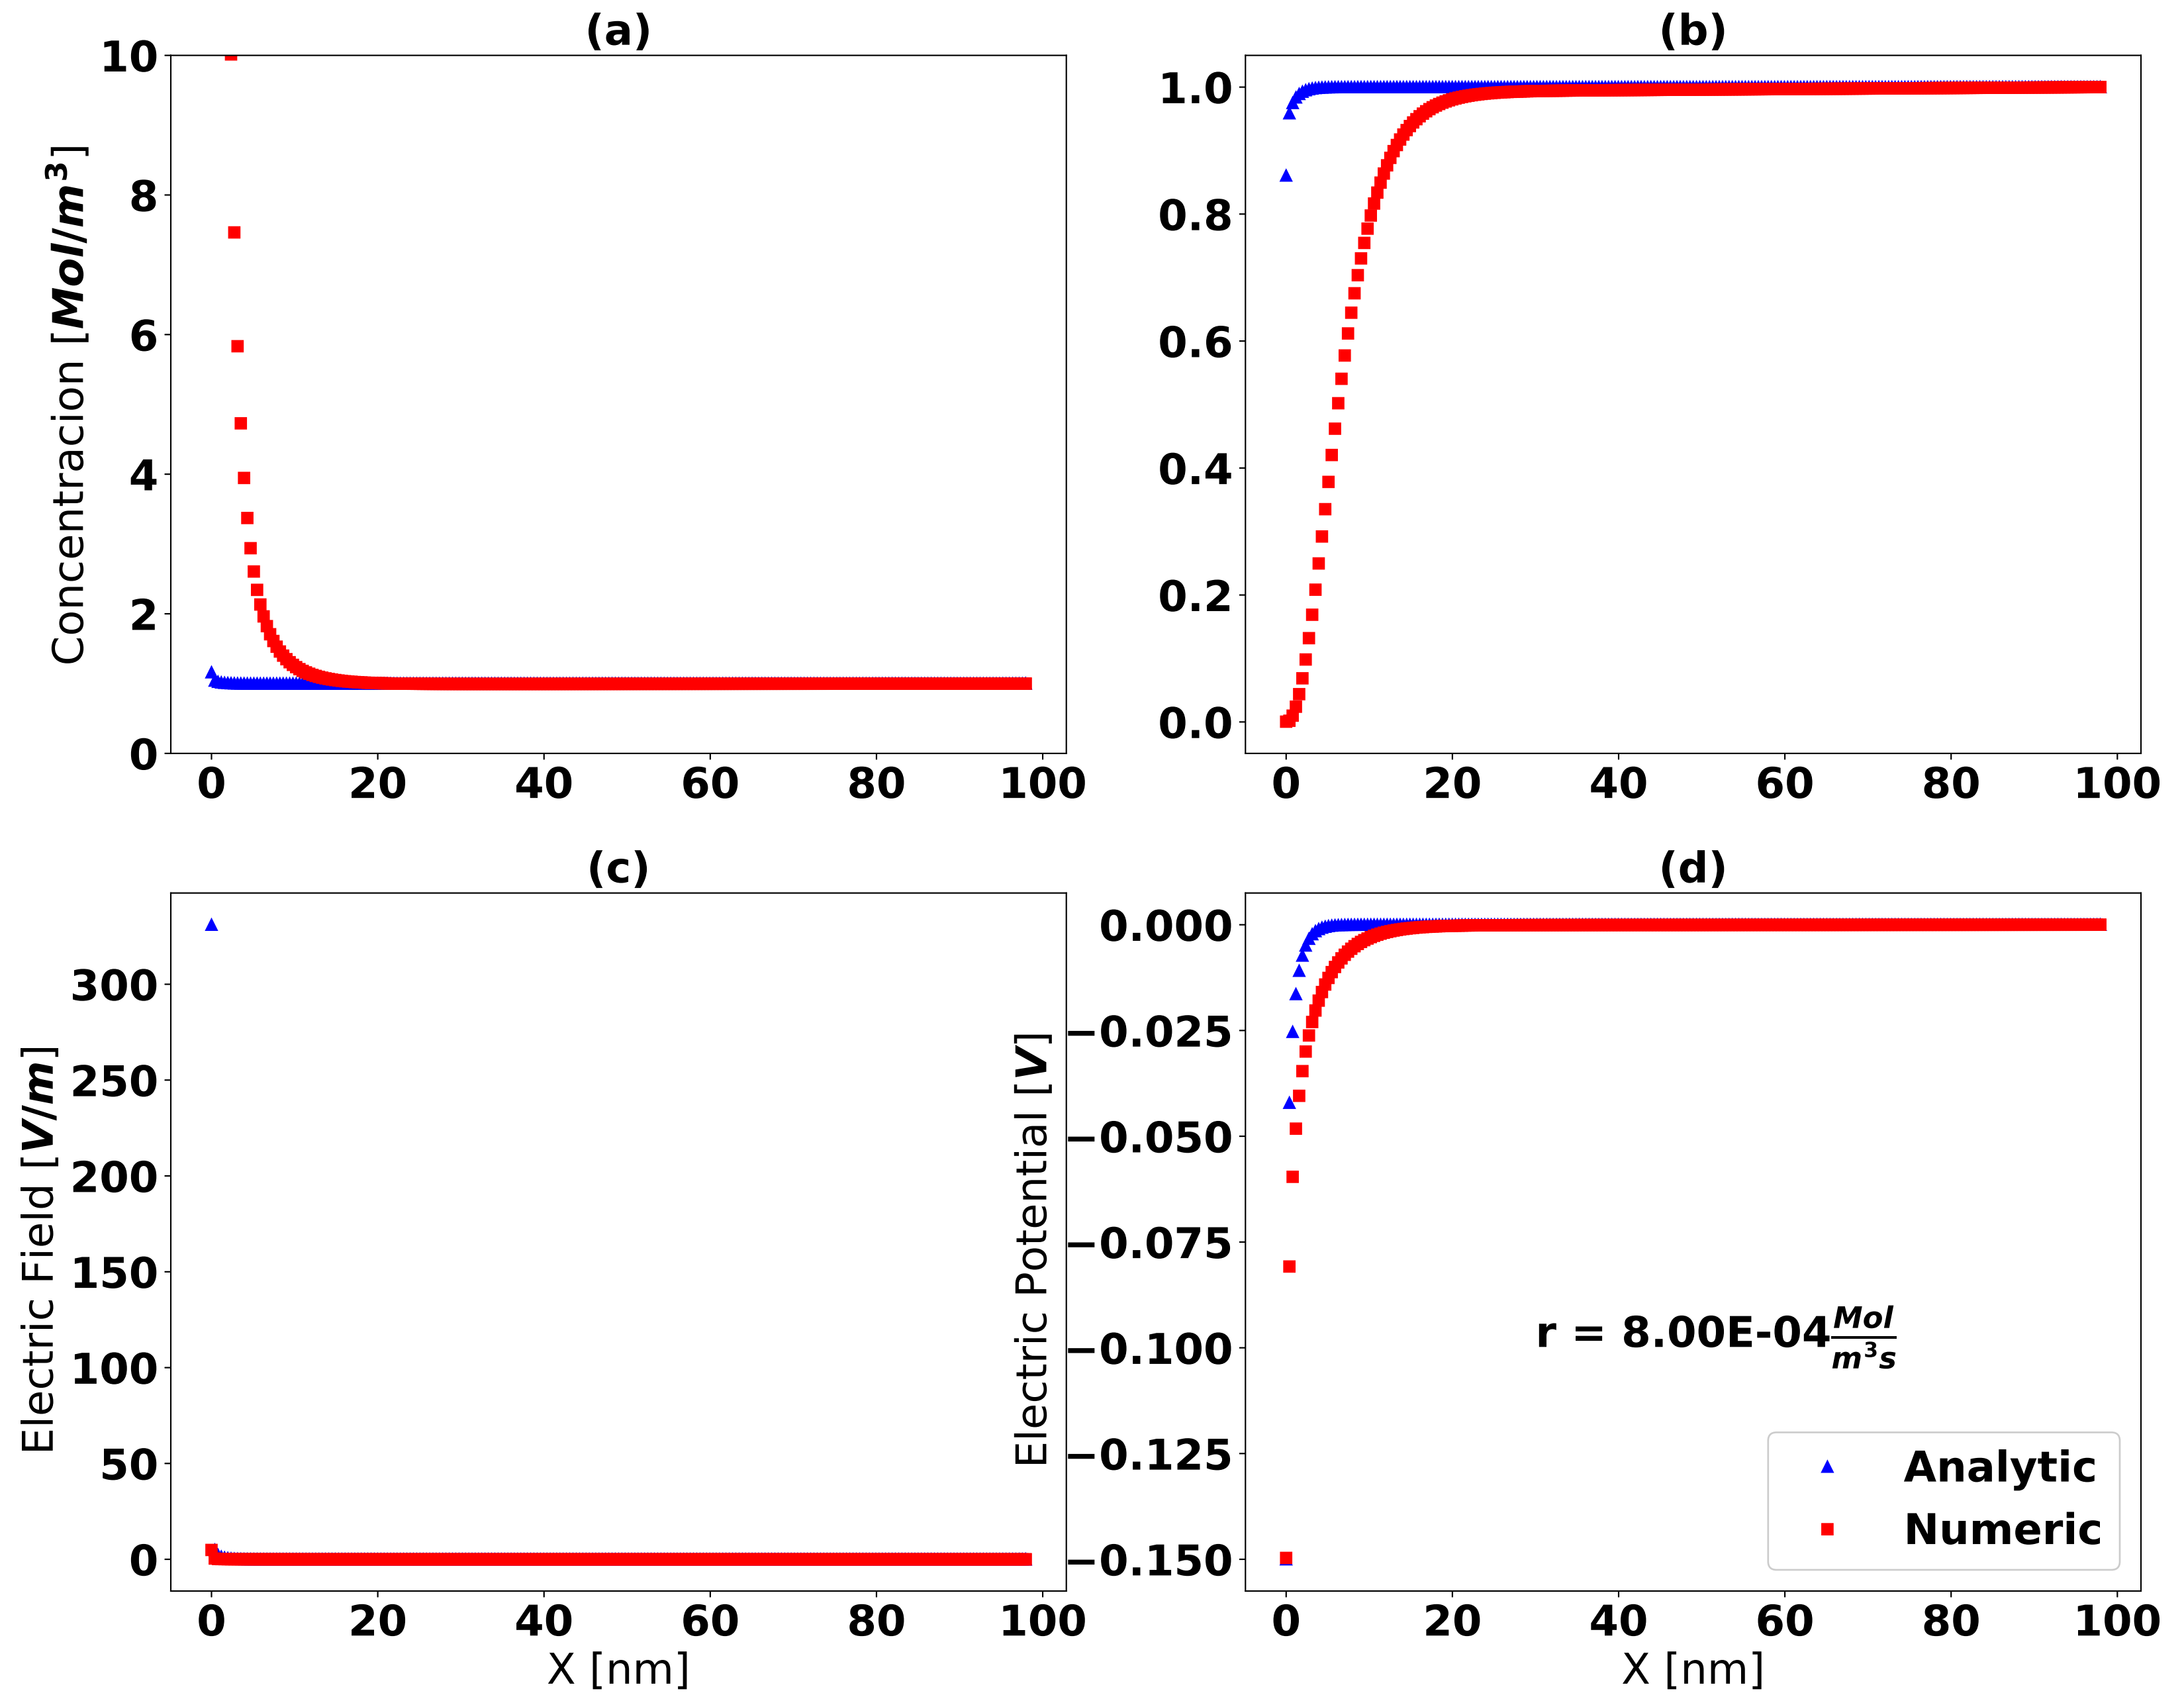 (a)
10
8
6
4
2
0
Concentracion [Mol/m³]
0 20 40 60 80 100
(b)
1.0
0.8
0.6
0.4
0.2
0.0
0 20 40 60 80 100
(c)
300
250
200
150
100
50
0
Electric Field [V/m]
0 20 40 60 80 100
X [nm]
(d)
0.000
−0.025
−0.050
−0.075
−0.100
−0.125
−0.150
Electric Potential [V]
r = 8.00E-04 Mol/m³s
Analytic
Numeric
0 20 40 60 80 100
X [nm]